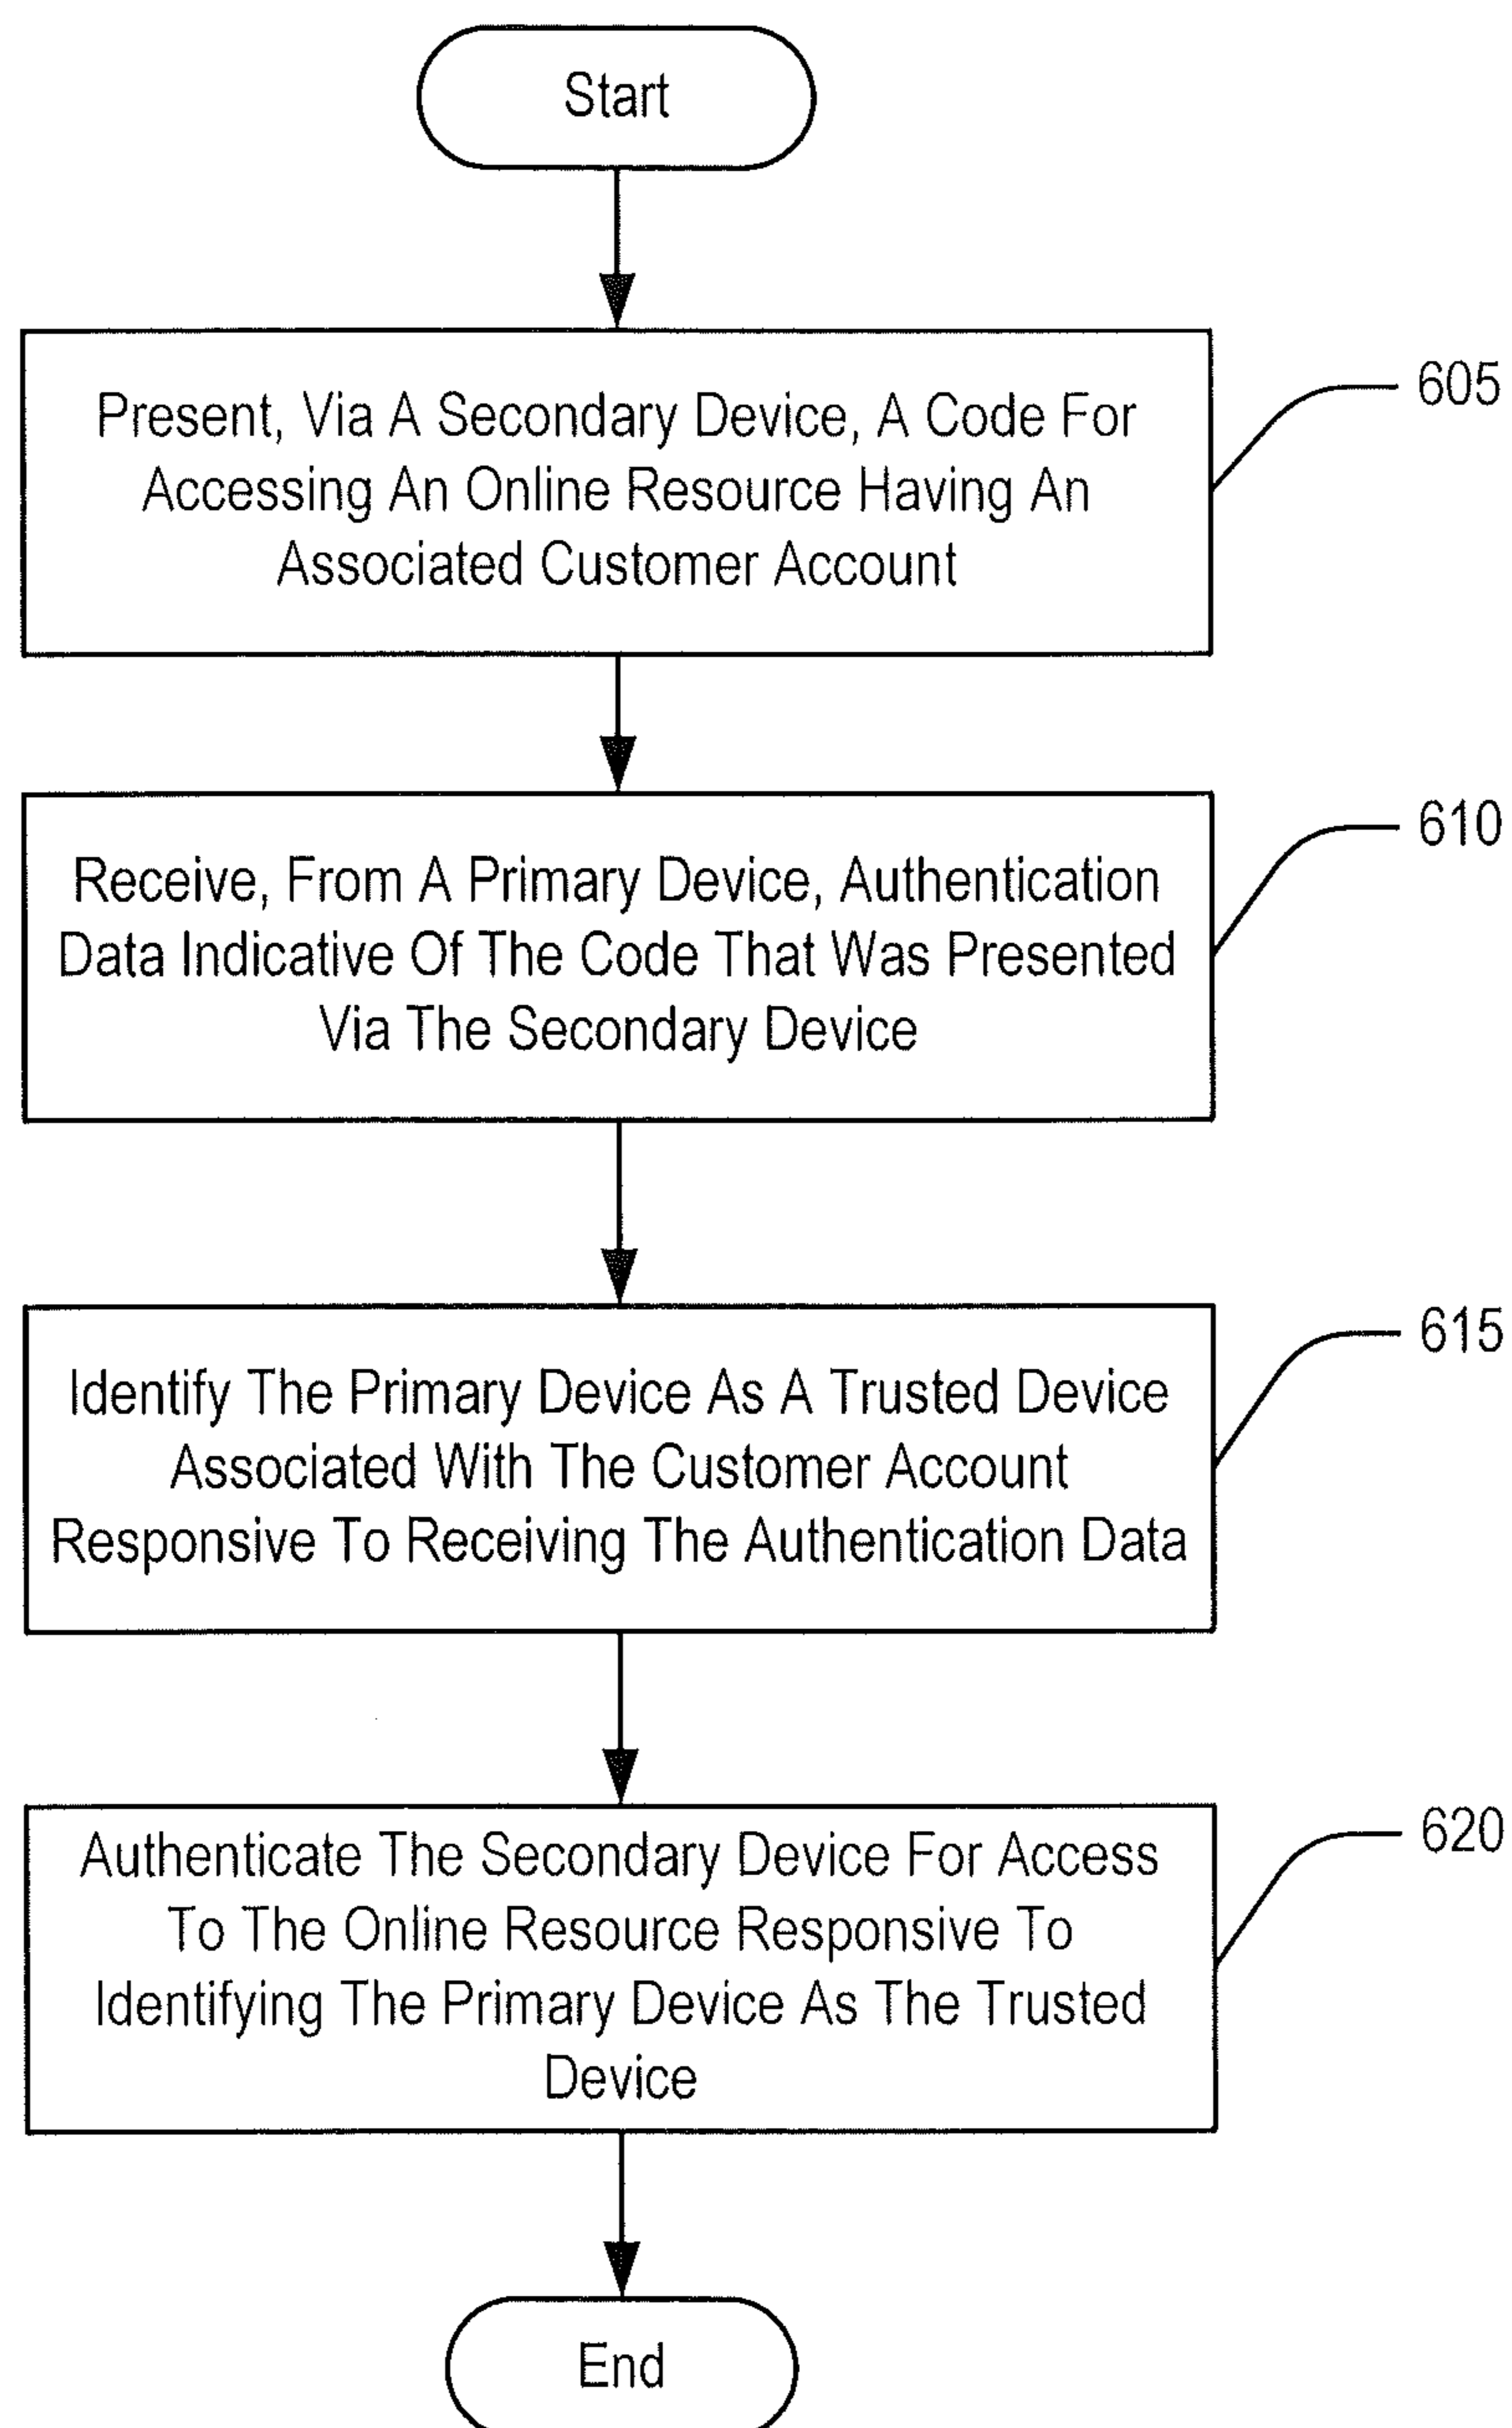 Start
Present, Via A Secondary Device, A Code For
Accessing An Online Resource Having An
Associated Customer Account
605
Receive, From A Primary Device, Authentication
Data Indicative Of The Code That Was Presented
Via The Secondary Device
610
Identify The Primary Device As A Trusted Device
Associated With The Customer Account
Responsive To Receiving The Authentication Data
615
Authenticate The Secondary Device For Access
To The Online Resource Responsive To
Identifying The Primary Device As The Trusted
Device
620
End